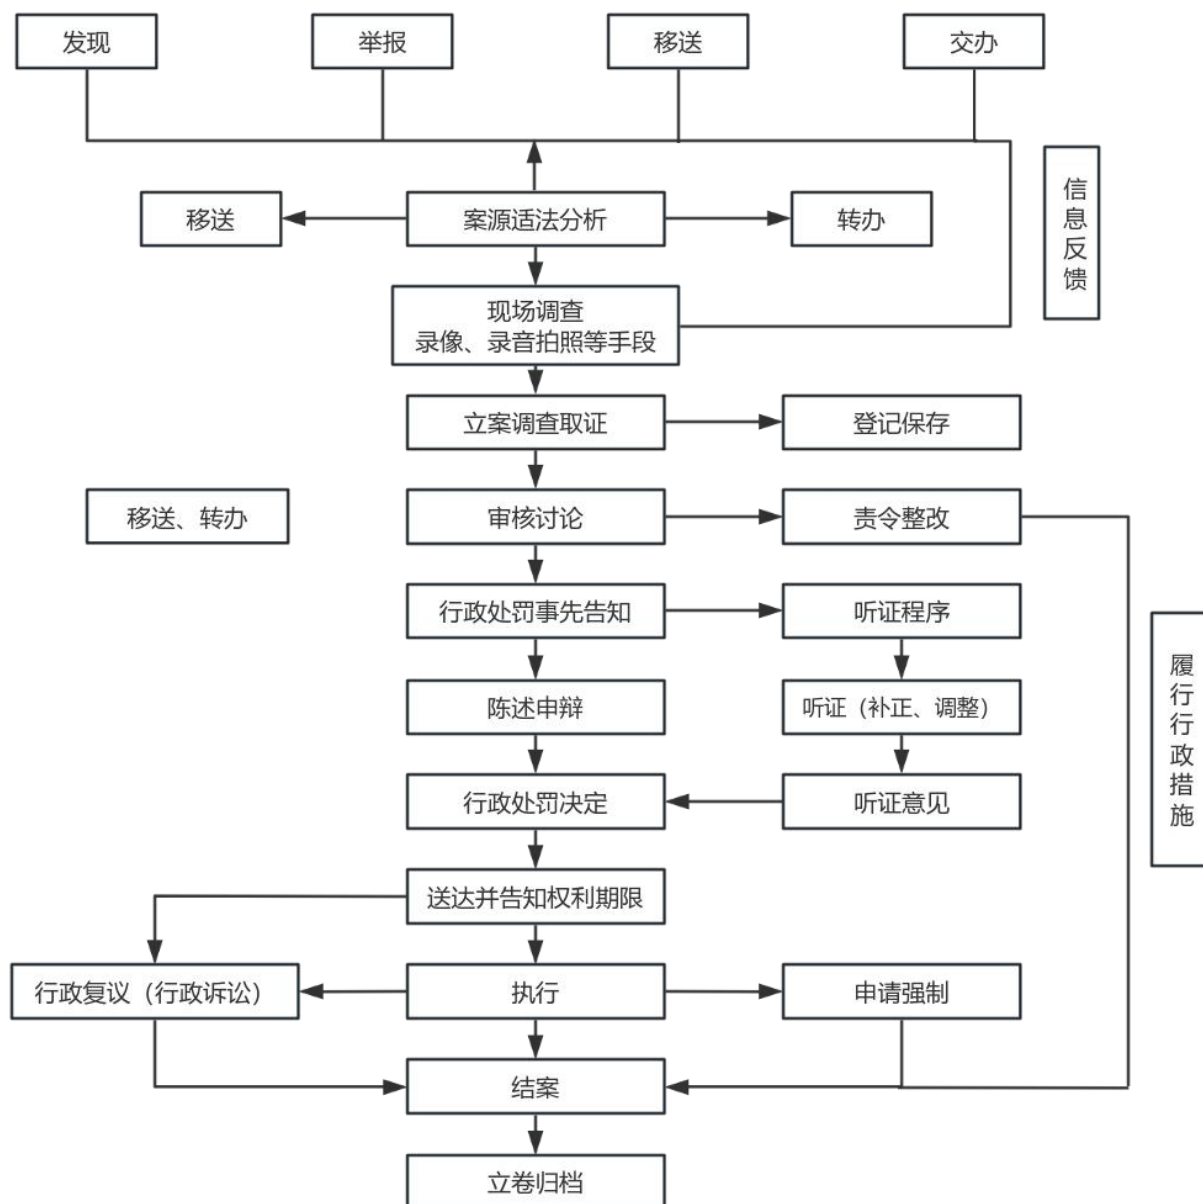 发现
举报
移送
交办
信息反馈
移送
案源适法分析
转办
现场调查
录像、录音拍照等手段
立案调查取证
登记保存
移送、转办
审核讨论
责令整改
行政处罚事先告知
听证程序
履行行政措施
陈述申辩
听证（补正、调整）
行政处罚决定
听证意见
送达并告知权利期限
行政复议（行政诉讼）
执行
申请强制
结案
立卷归档